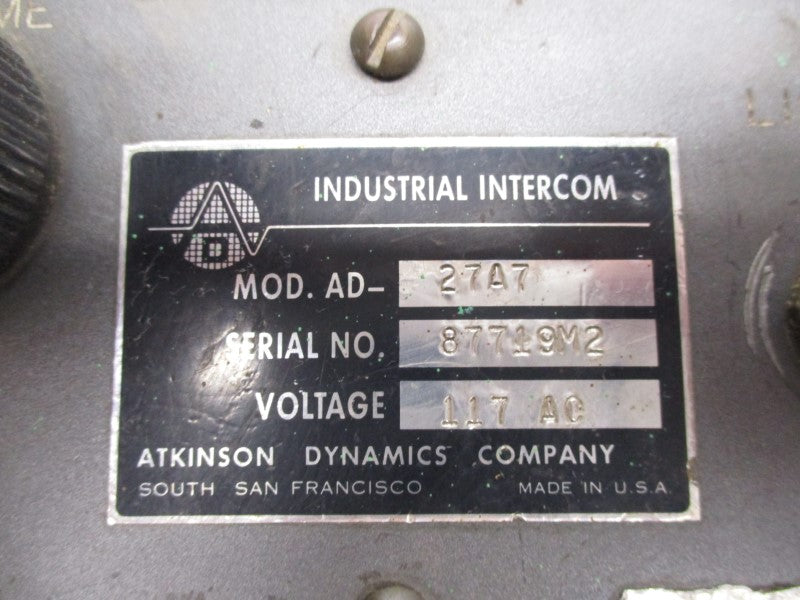 INDUSTRIAL INTERCOM
AD
MOD. AD- 27A7
SERIAL NO. 87719M2
VOLTAGE 117 AC
ATKINSON DYNAMICS COMPANY
SOUTH SAN FRANCISCO MADE IN U.S.A